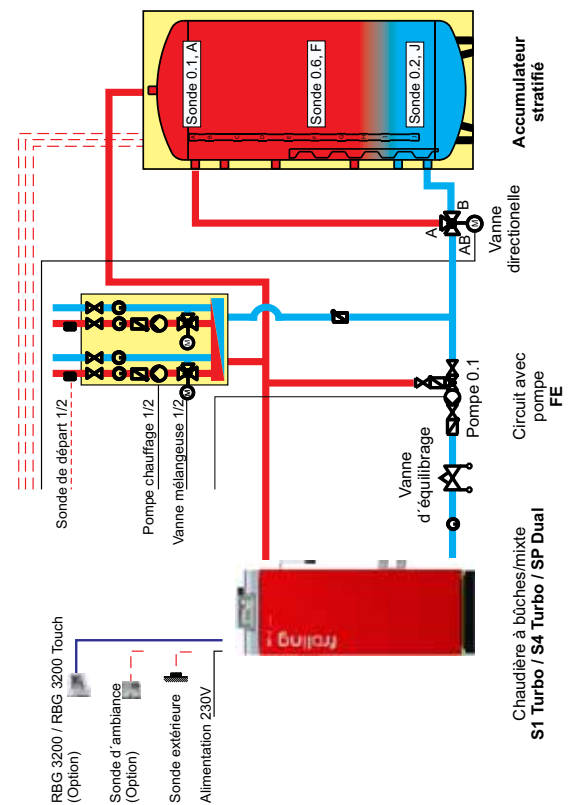 RBG 3200 / RBG 3200 Touch
(Option)
Sonde d´ambiance
(Option)
Sonde extérieure
Alimentation 230V
Sonde de départ 1/2
Pompe chauffage 1/2
Vanne mélangeuse 1/2
M
M
froling
Chaudière à bûches/mixte
S1 Turbo / S4 Turbo / SP Dual
Vanne
d´équilibrage
Pompe 0.1
Circuit avec
pompe
FE
A
AB
B
M
Vanne
directionelle
Sonde 0.1, A
Sonde 0.6, F
Sonde 0.2, J
Accumulateur
stratifié